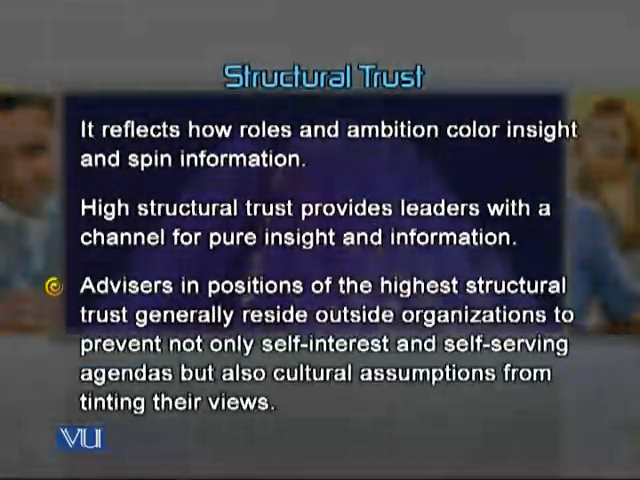 Structural Trust
It reflects how roles and ambition color insight
and spin information.
High structural trust provides leaders with a
channel for pure insight and information.
Advisers in positions of the highest structural
trust generally reside outside organizations to
prevent not only self-interest and self-serving
agendas but also cultural assumptions from
tinting their views.
VU